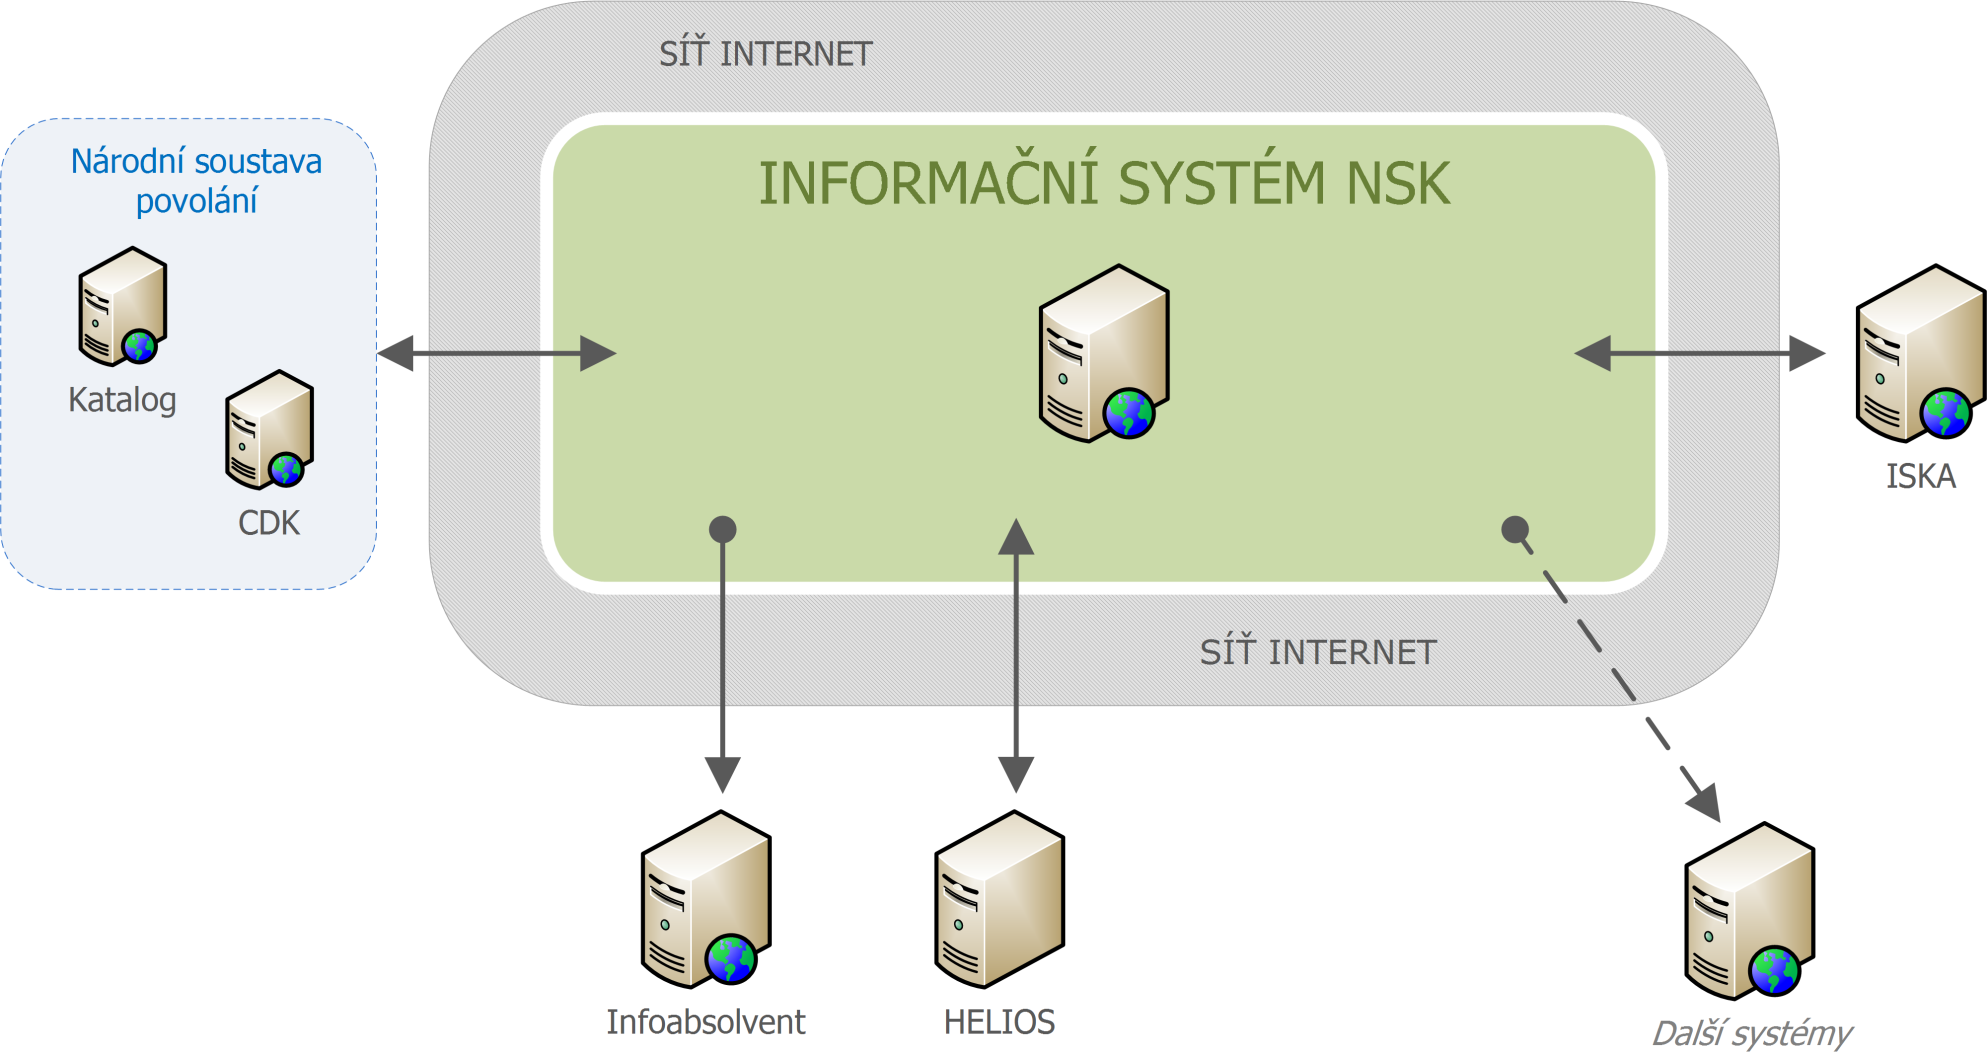 SÍŤ INTERNET
Národní soustava
povolání
INFORMAČNÍ SYSTÉM NSK
Katalog
CDK
ISKA
SÍŤ INTERNET
Infoabsolvent
HELIOS
Další systémy